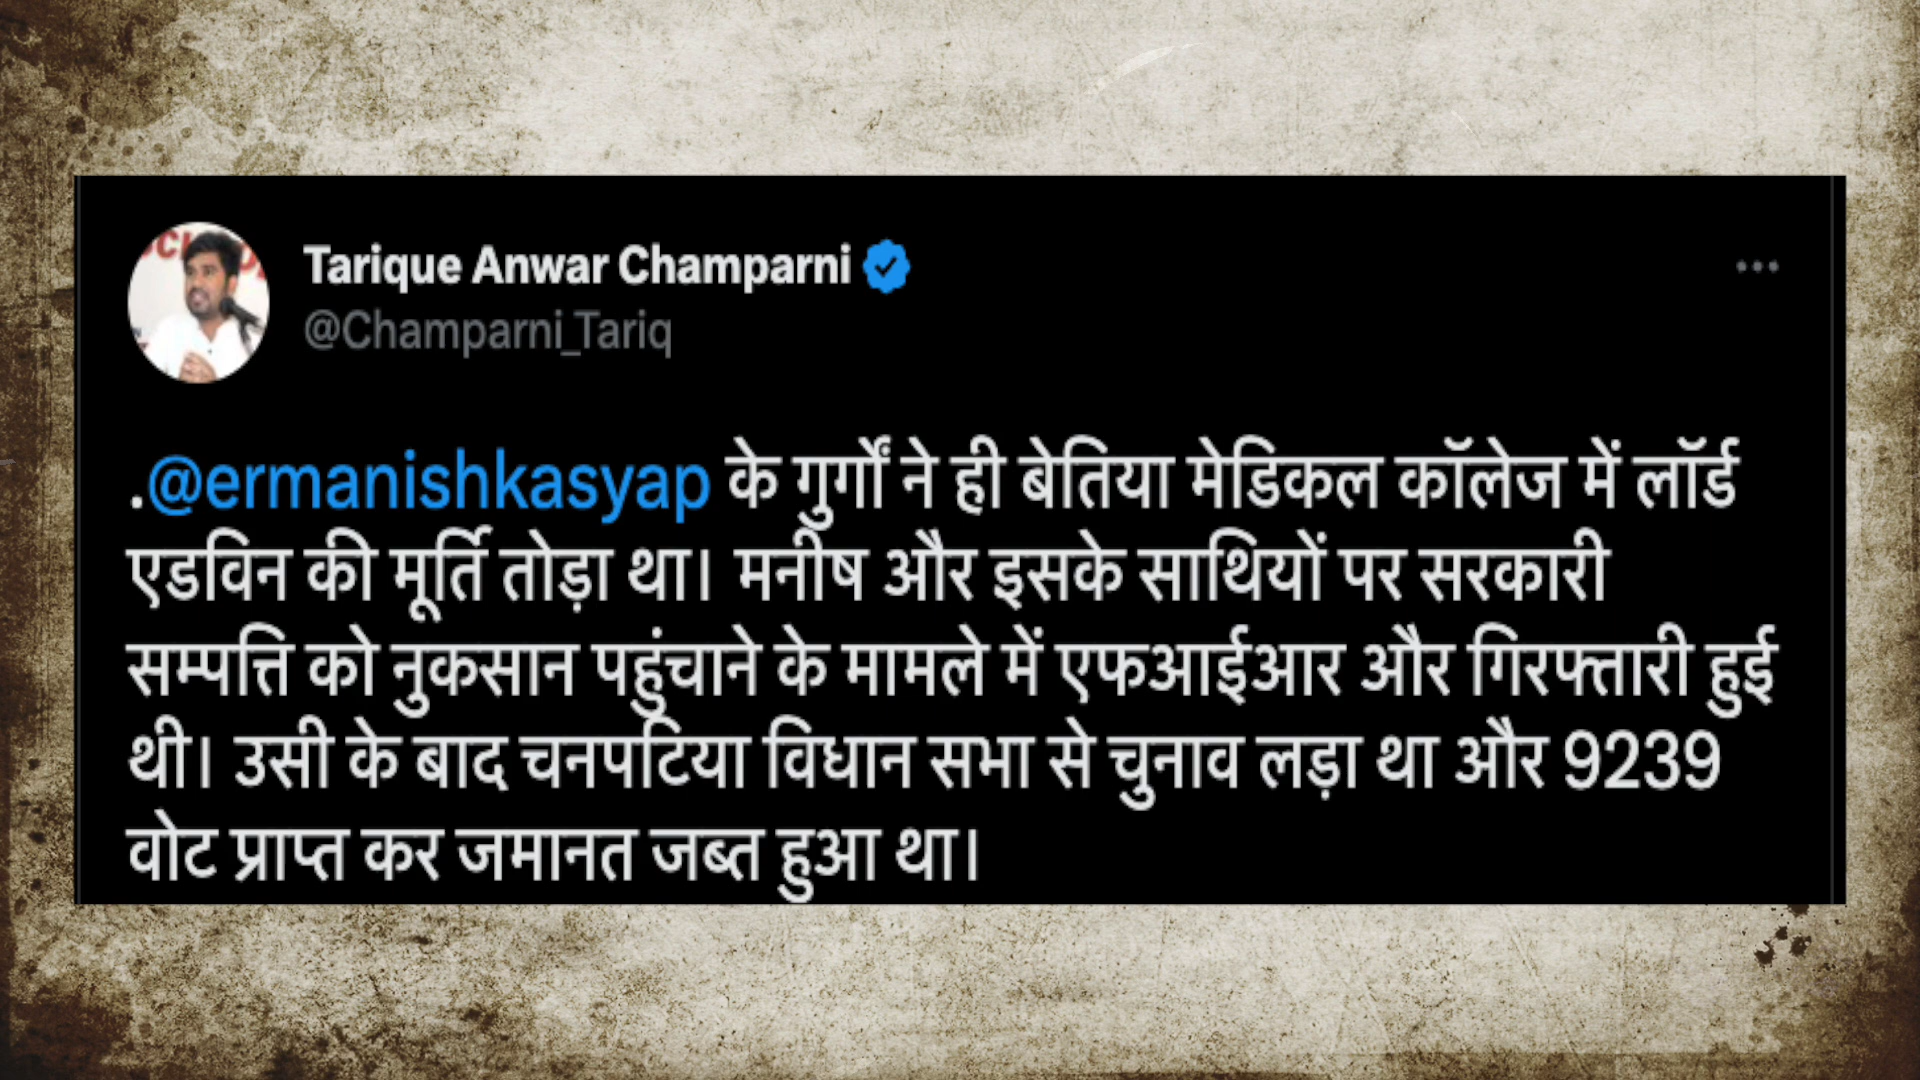 Tarique Anwar Champarni
@Champarni_Tariq
.@ermanishkasyap के गुर्गों ने ही बेतिया मेडिकल कॉलेज में लॉर्ड
एडविन की मूर्ति तोड़ा था। मनीष और इसके साथियों पर सरकारी
सम्पत्ति को नुकसान पहुंचाने के मामले में एफआईआर और गिरफ्तारी हुई
थी। उसी के बाद चनपटिया विधान सभा से चुनाव लड़ा था और 9239
वोट प्राप्त कर जमानत जब्त हुआ था।